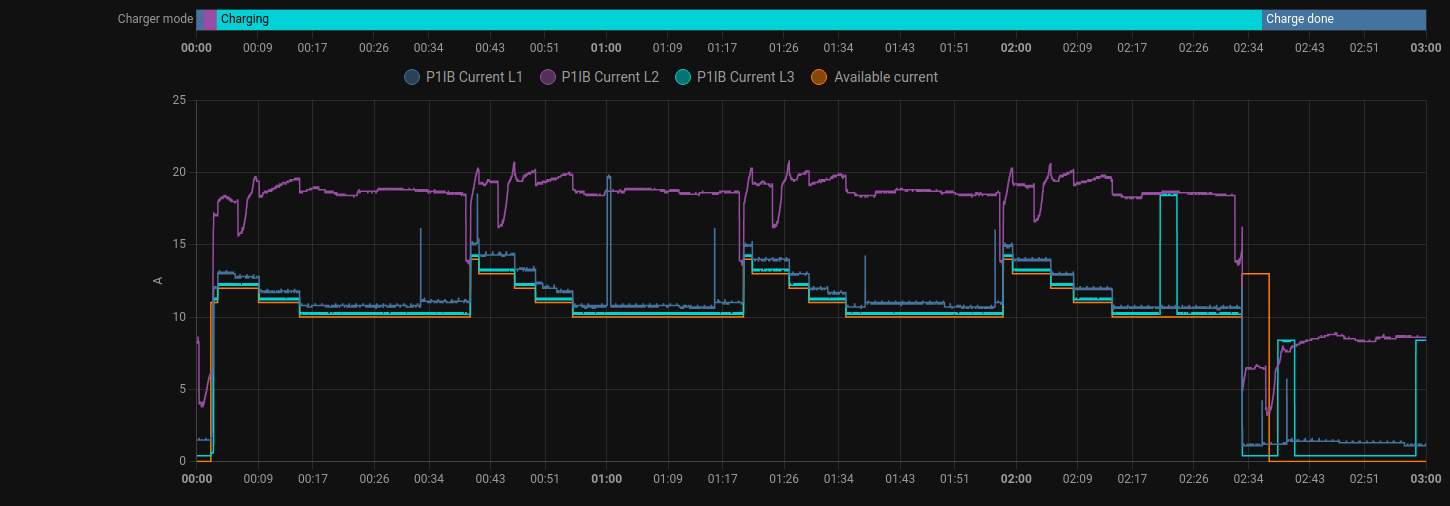 Charger mode Charging Charge done
00:00 00:09 00:17 00:26 00:34 00:43 00:51 01:00 01:09 01:17 01:26 01:34 01:43 01:51 02:00 02:09 02:17 02:26 02:34 02:43 02:51 03:00
P1IB Current L1 P1IB Current L2 P1IB Current L3 Available current
25
20
15
A
10
5
0
00:00 00:09 00:17 00:26 00:34 00:43 00:51 01:00 01:09 01:17 01:26 01:34 01:43 01:51 02:00 02:09 02:17 02:26 02:34 02:43 02:51 03:00